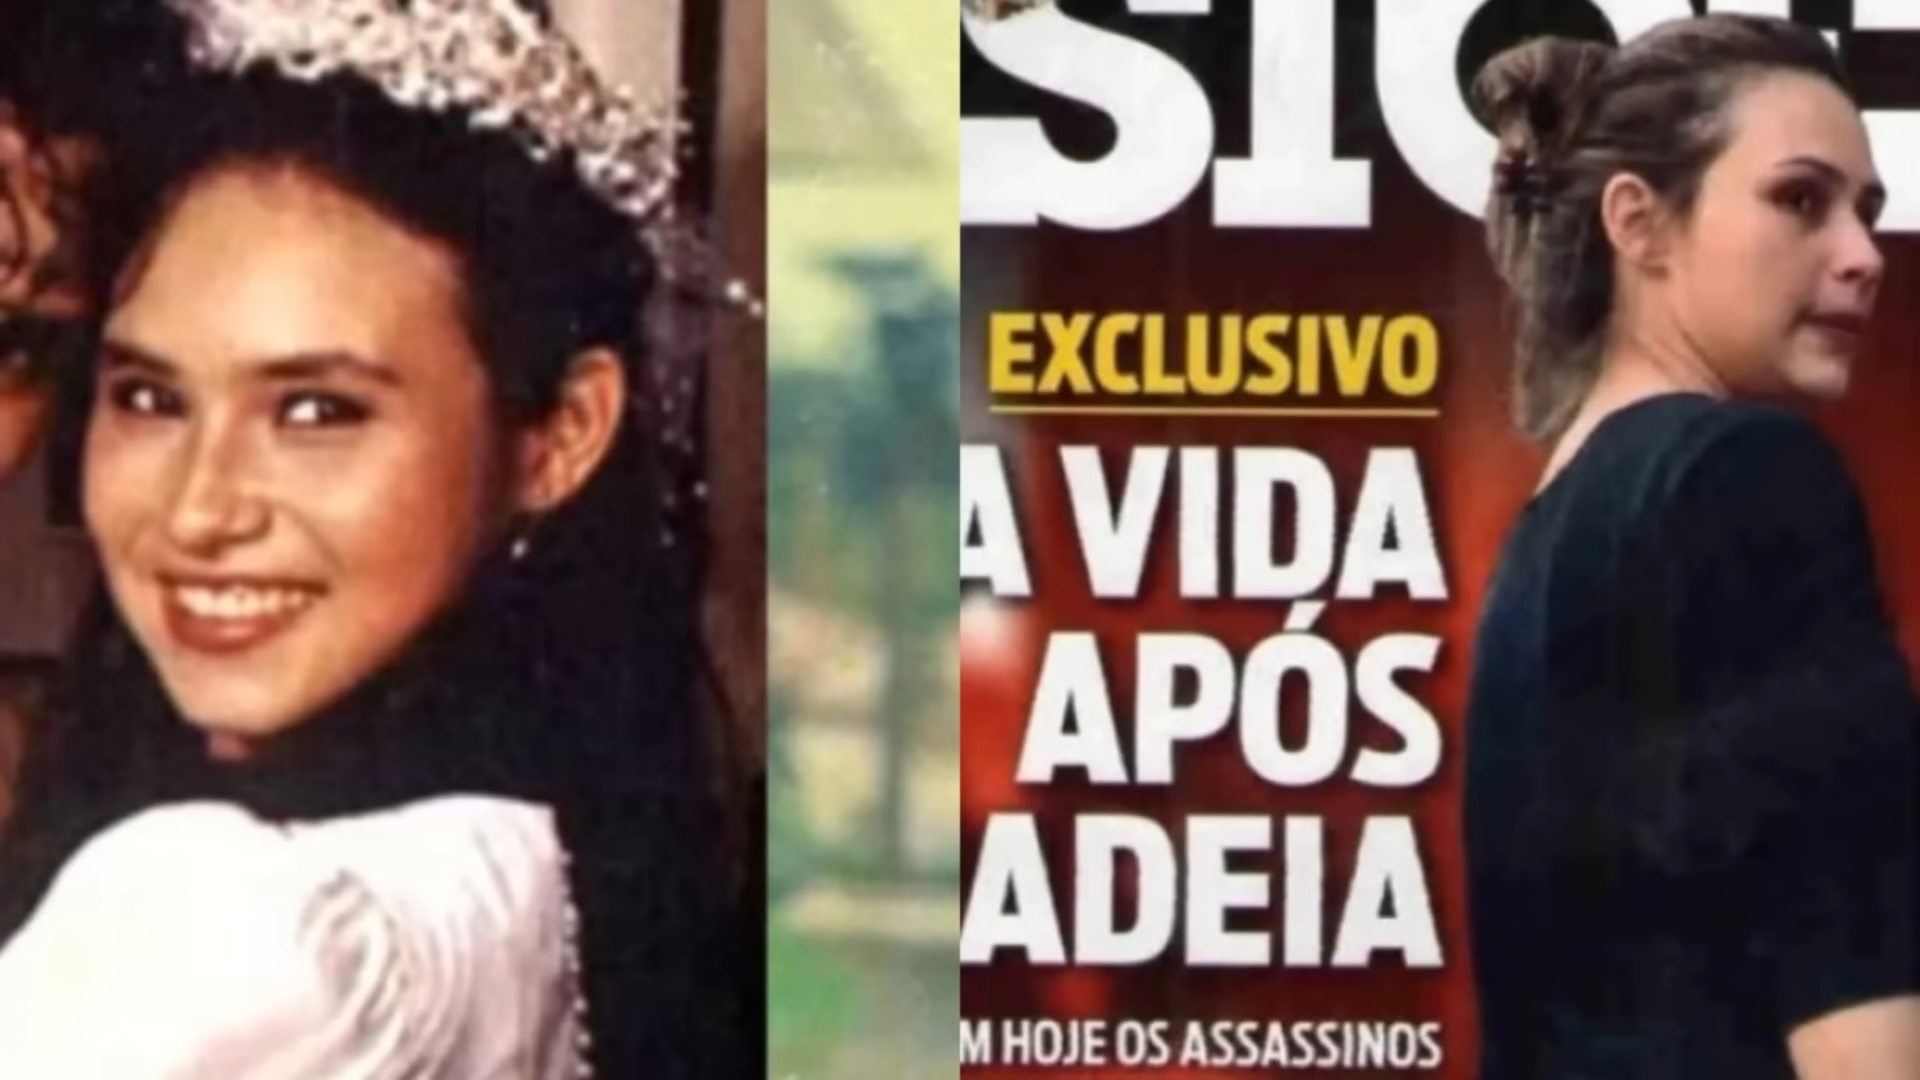 EXCLUSIVO
A VIDA
APÓS
ADEIA
M HOJE OS ASSASSINOS